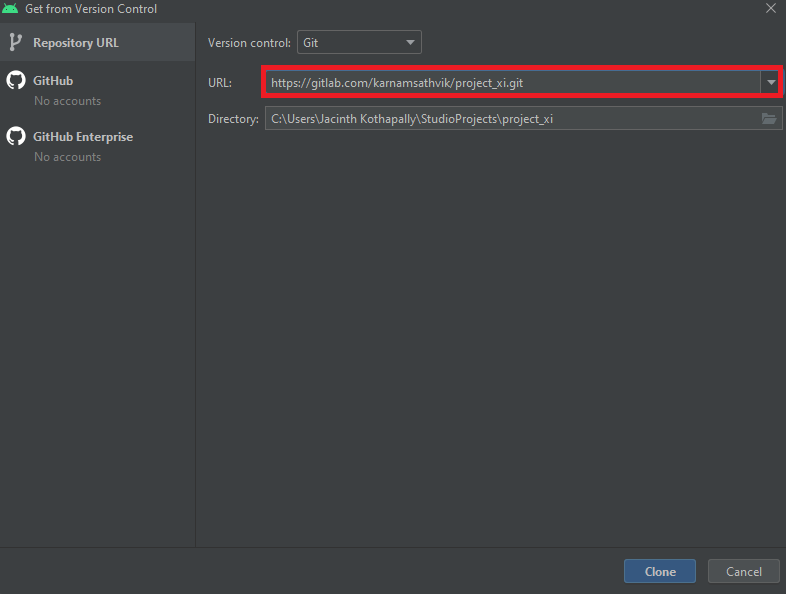 Get from Version Control
Repository URL
GitHub
No accounts
GitHub Enterprise
No accounts
Version control: Git
URL: https://gitlab.com/karnamsathvik/project_xi.git
Directory: C:\Users\Jacinth Kothapally\StudioProjects\project_xi
Clone Cancel